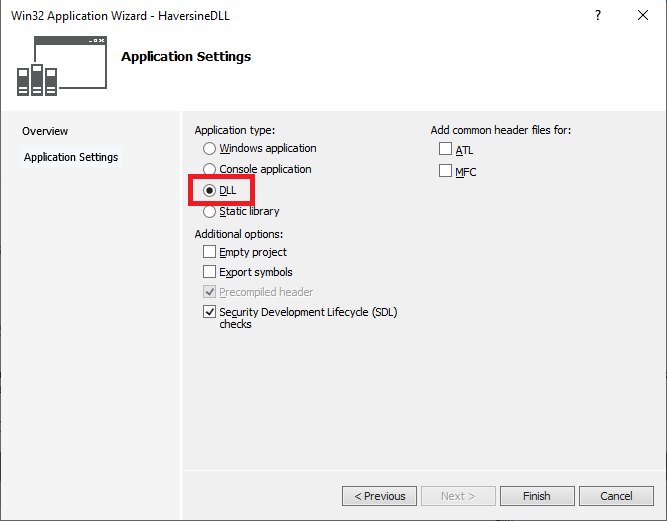 Win32 Application Wizard - HaversineDLL
? ×
Application Settings
Overview
Application Settings
Application type:
Windows application
Console application
DLL
Static library
Additional options:
Empty project
Export symbols
Precompiled header
Security Development Lifecycle (SDL)
checks
Add common header files for:
ATL
MFC
< Previous
Next >
Finish
Cancel